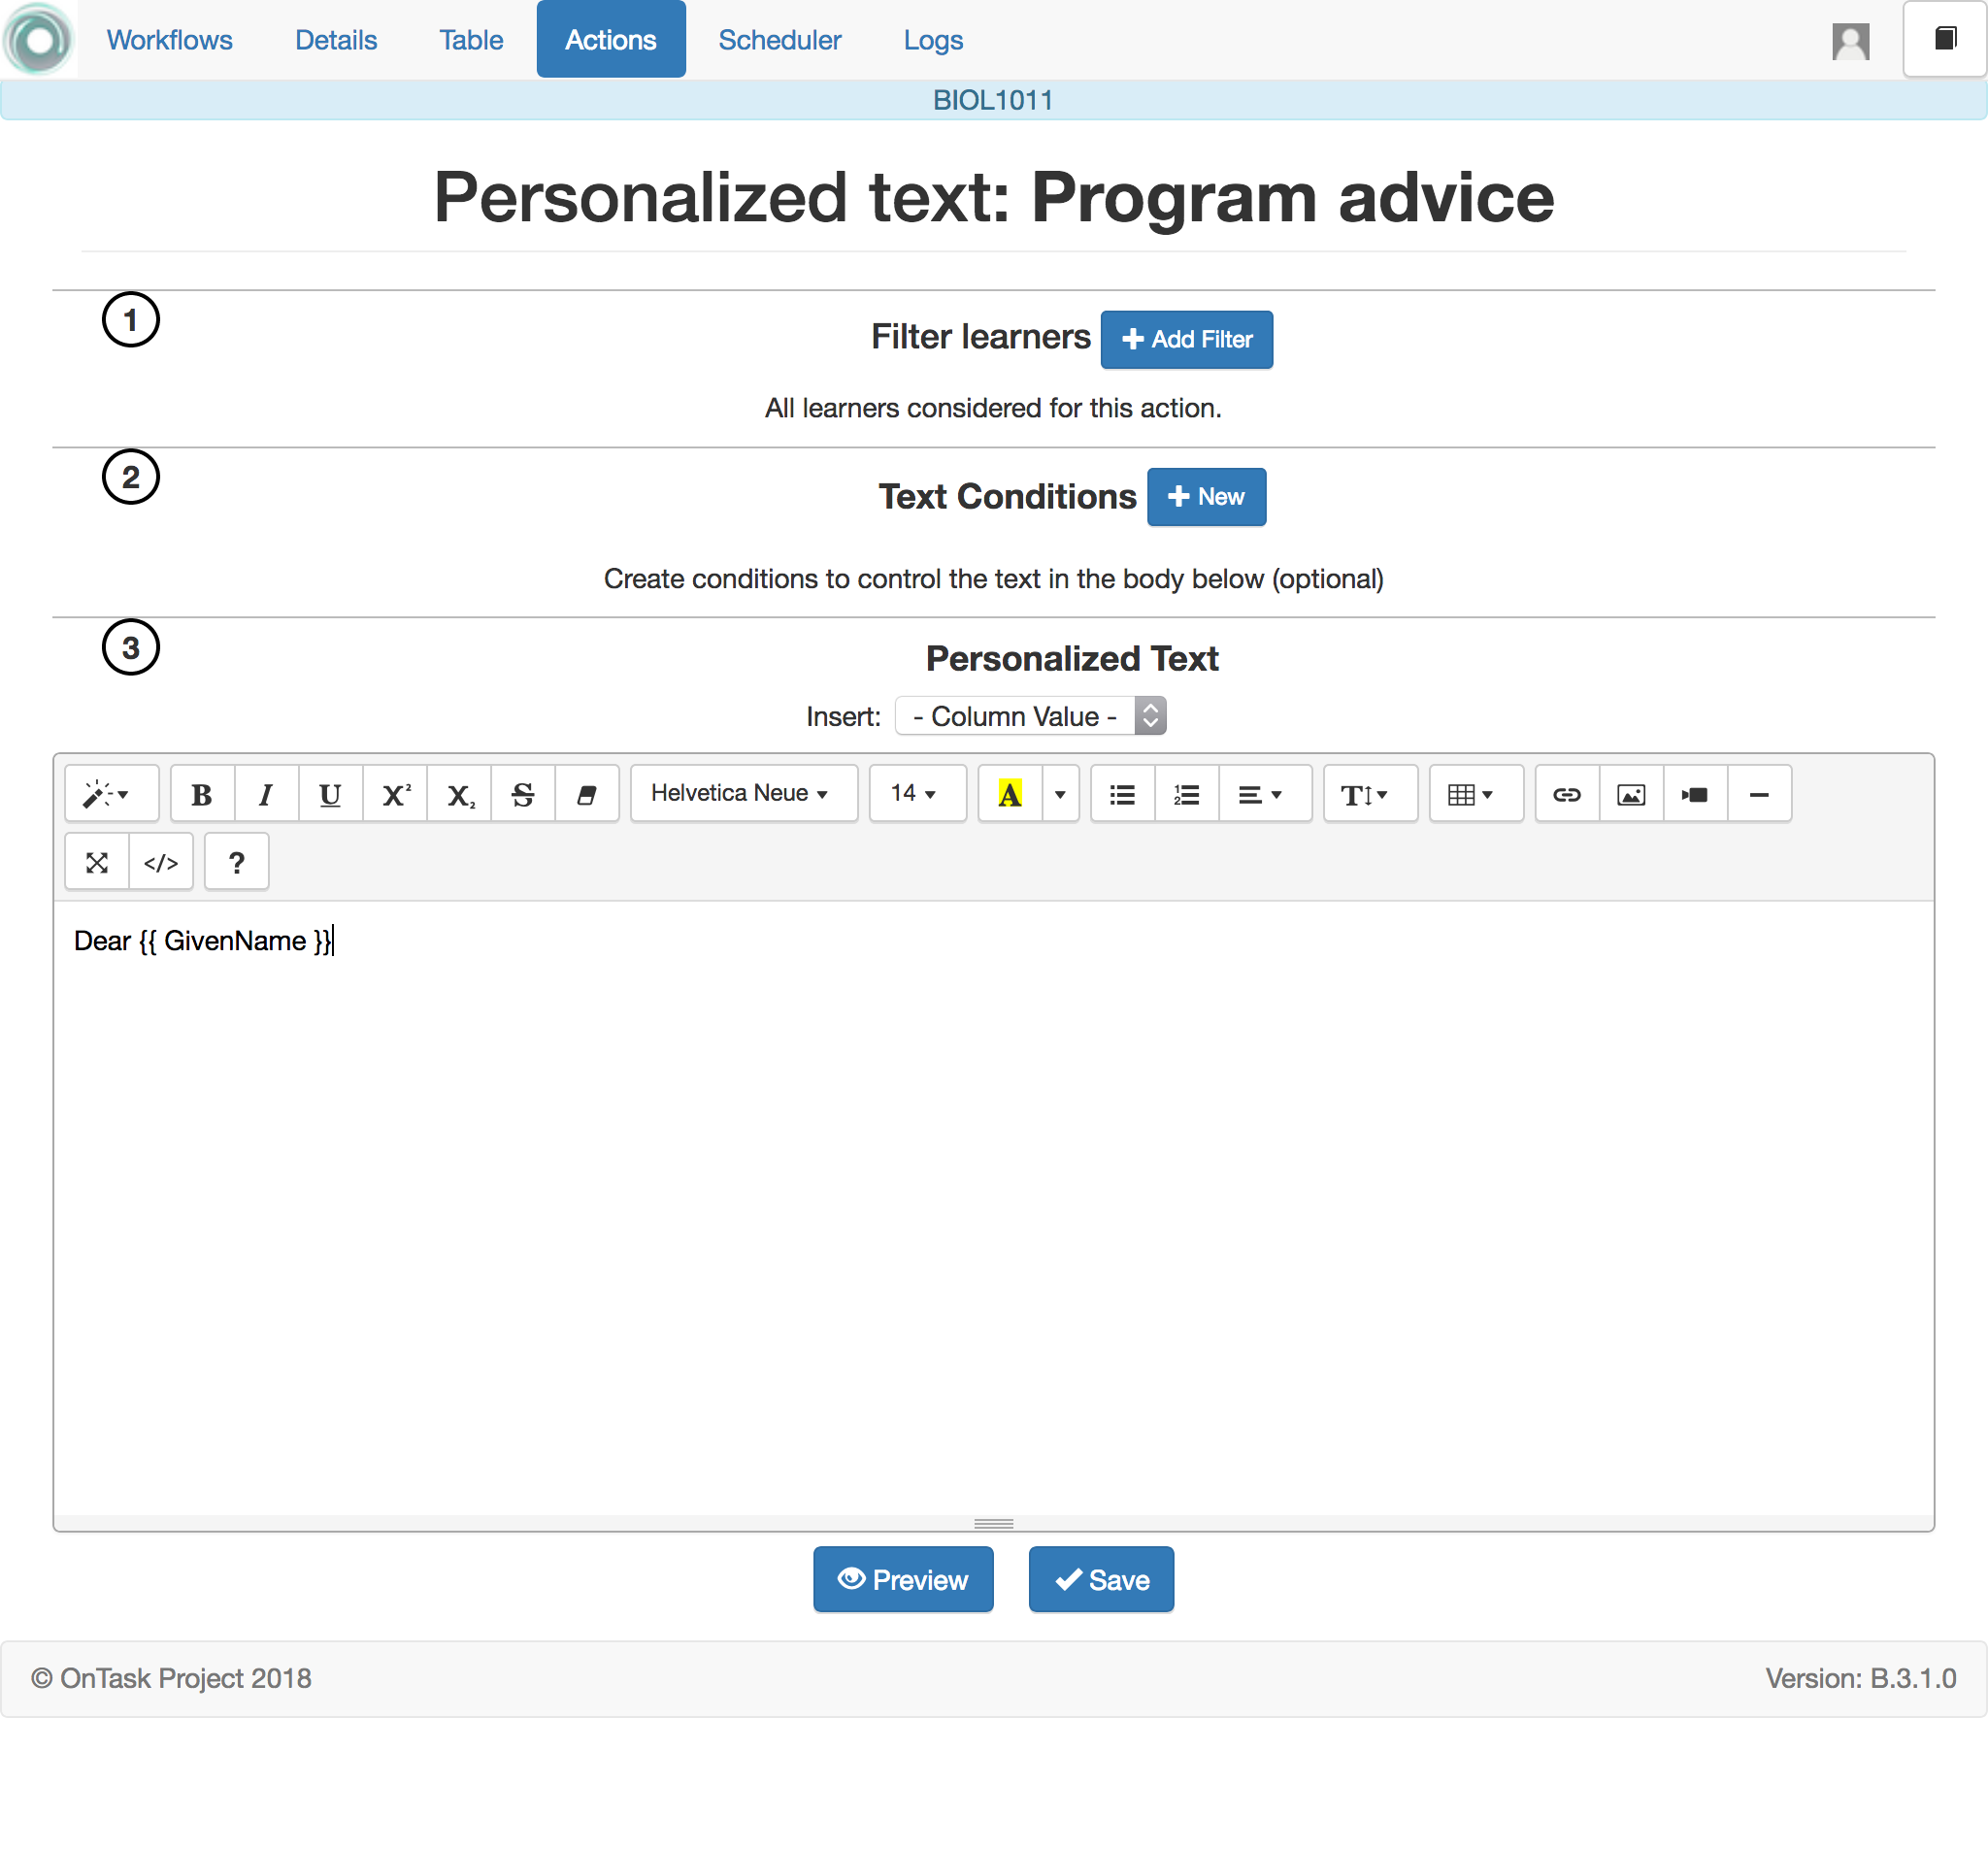 Workflows Details Table Actions Scheduler Logs
BIOL1011
Personalized text: Program advice
1
Filter learners + Add Filter
All learners considered for this action.
2
Text Conditions + New
Create conditions to control the text in the body below (optional)
3
Personalized Text
Insert: - Column Value -
B I U X² X₂ S Helvetica Neue 14 A T
</> ?
Dear {{ GivenName }}
Preview Save
© OnTask Project 2018 Version: B.3.1.0